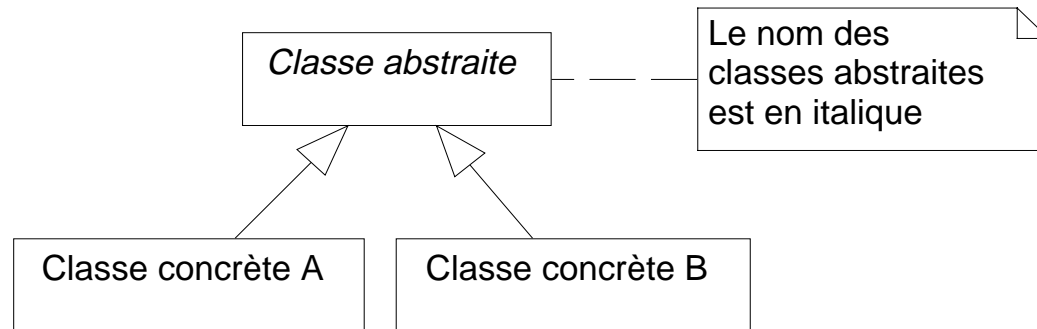 Classe abstraite
Le nom des
classes abstraites
est en italique
Classe concrète A
Classe concrète B